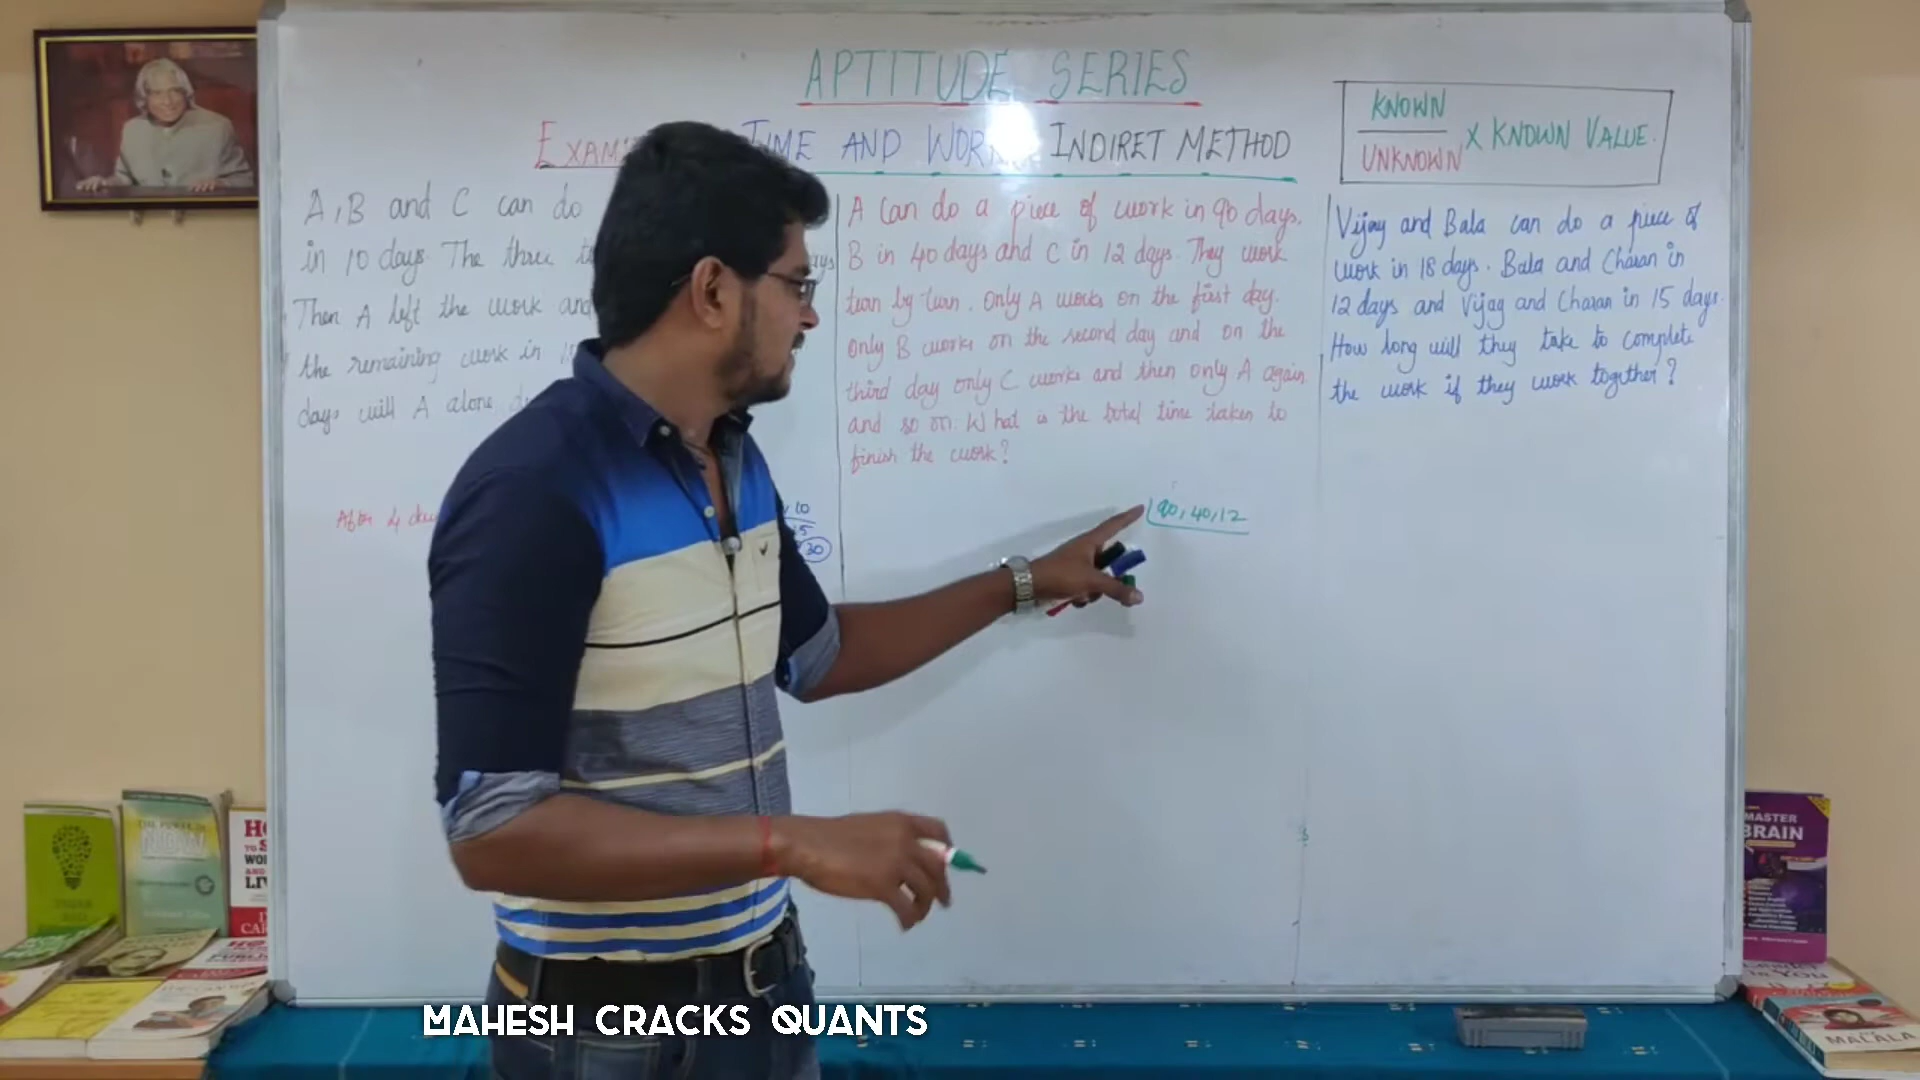 APTITUDE SERIES
TIME AND WORK INDIRET METHOD
KNOWN
UNKNOWN
X KNOWN VALUE.
A, B and C can do
in 10 days. The three
Then A left the work and
the remaining work in
days will A alone
After 4
10
15
30
A Can do a piece of work in 90 days.
B in 40 days and C in 12 days. They work
turn by turn. Only A works on the first day.
Only B works on the second day and on the
third day only C works and then only A again
and so on. What is the total time taken to
finish the work?
90, 40, 12
Vijay and Bala can do a piece of
work in 18 days. Bala and Charan in
12 days and Vijay and Charan in 15 days.
How long will they take to complete
the work if they work together?
MASTER
BRAIN
MAHESH CRACKS QUANTS